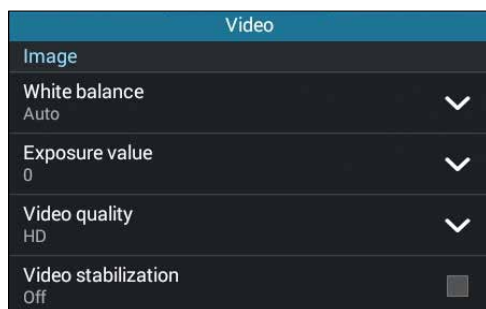 Video
Image
White balance
Auto
Exposure value
0
Video quality
HD
Video stabilization
Off